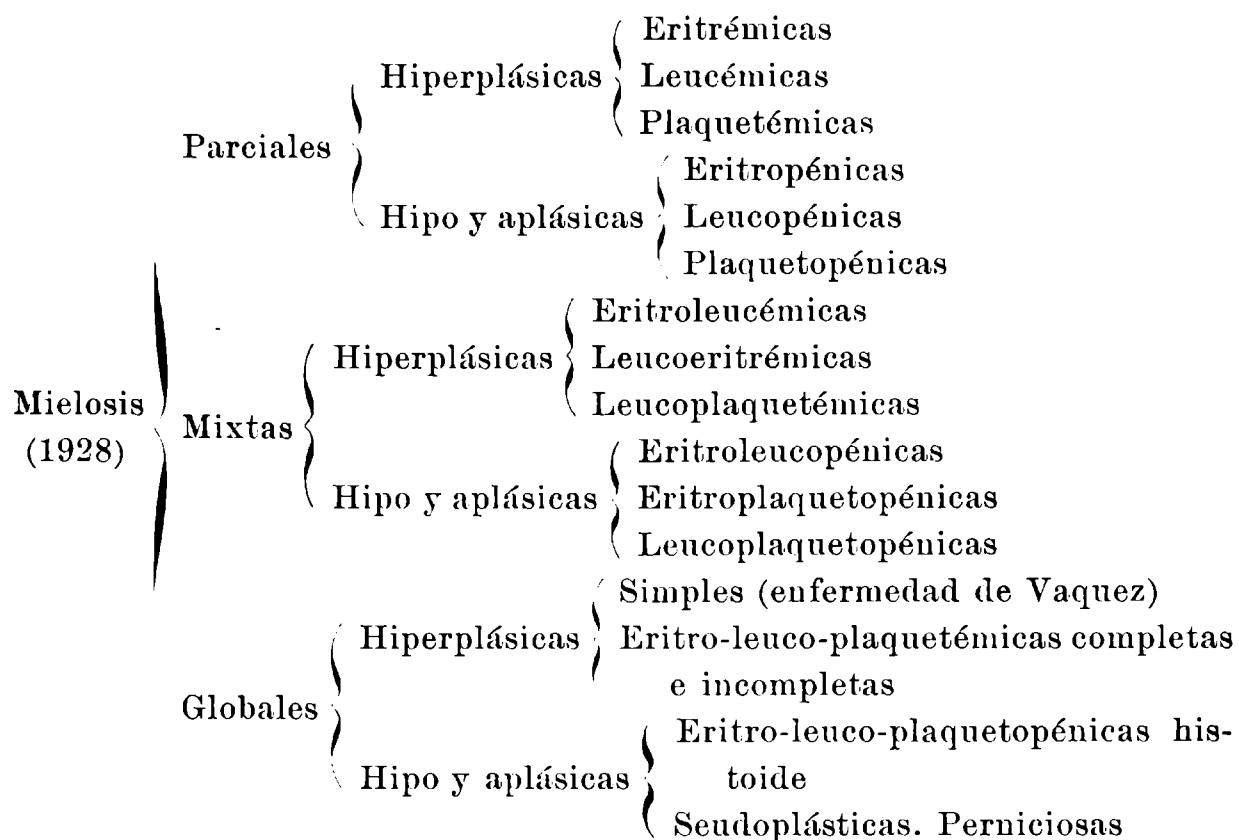 Eritrémicas
Hiperplásicas
Leucémicas
Plaquetémicas
Parciales
Eritropénicas
Hipo y aplásicas
Leucopénicas
Plaquetopénicas
Eritroleucémicas
Hiperplásicas
Leucoeritrémicas
Leucoplaquetémicas
Mielosis
(1928)
Mixtas
Eritroleucopénicas
Hipo y aplásicas
Eritroplaquetopénicas
Leucoplaquetopénicas
Simples (enfermedad de Vaquez)
Hiperplásicas
Eritro-leuco-plaquetémicas completas
e incompletas
Globales
Eritro-leuco-plaquetopénicas his-
toide
Hipo y aplásicas
Seudoplásticas. Perniciosas